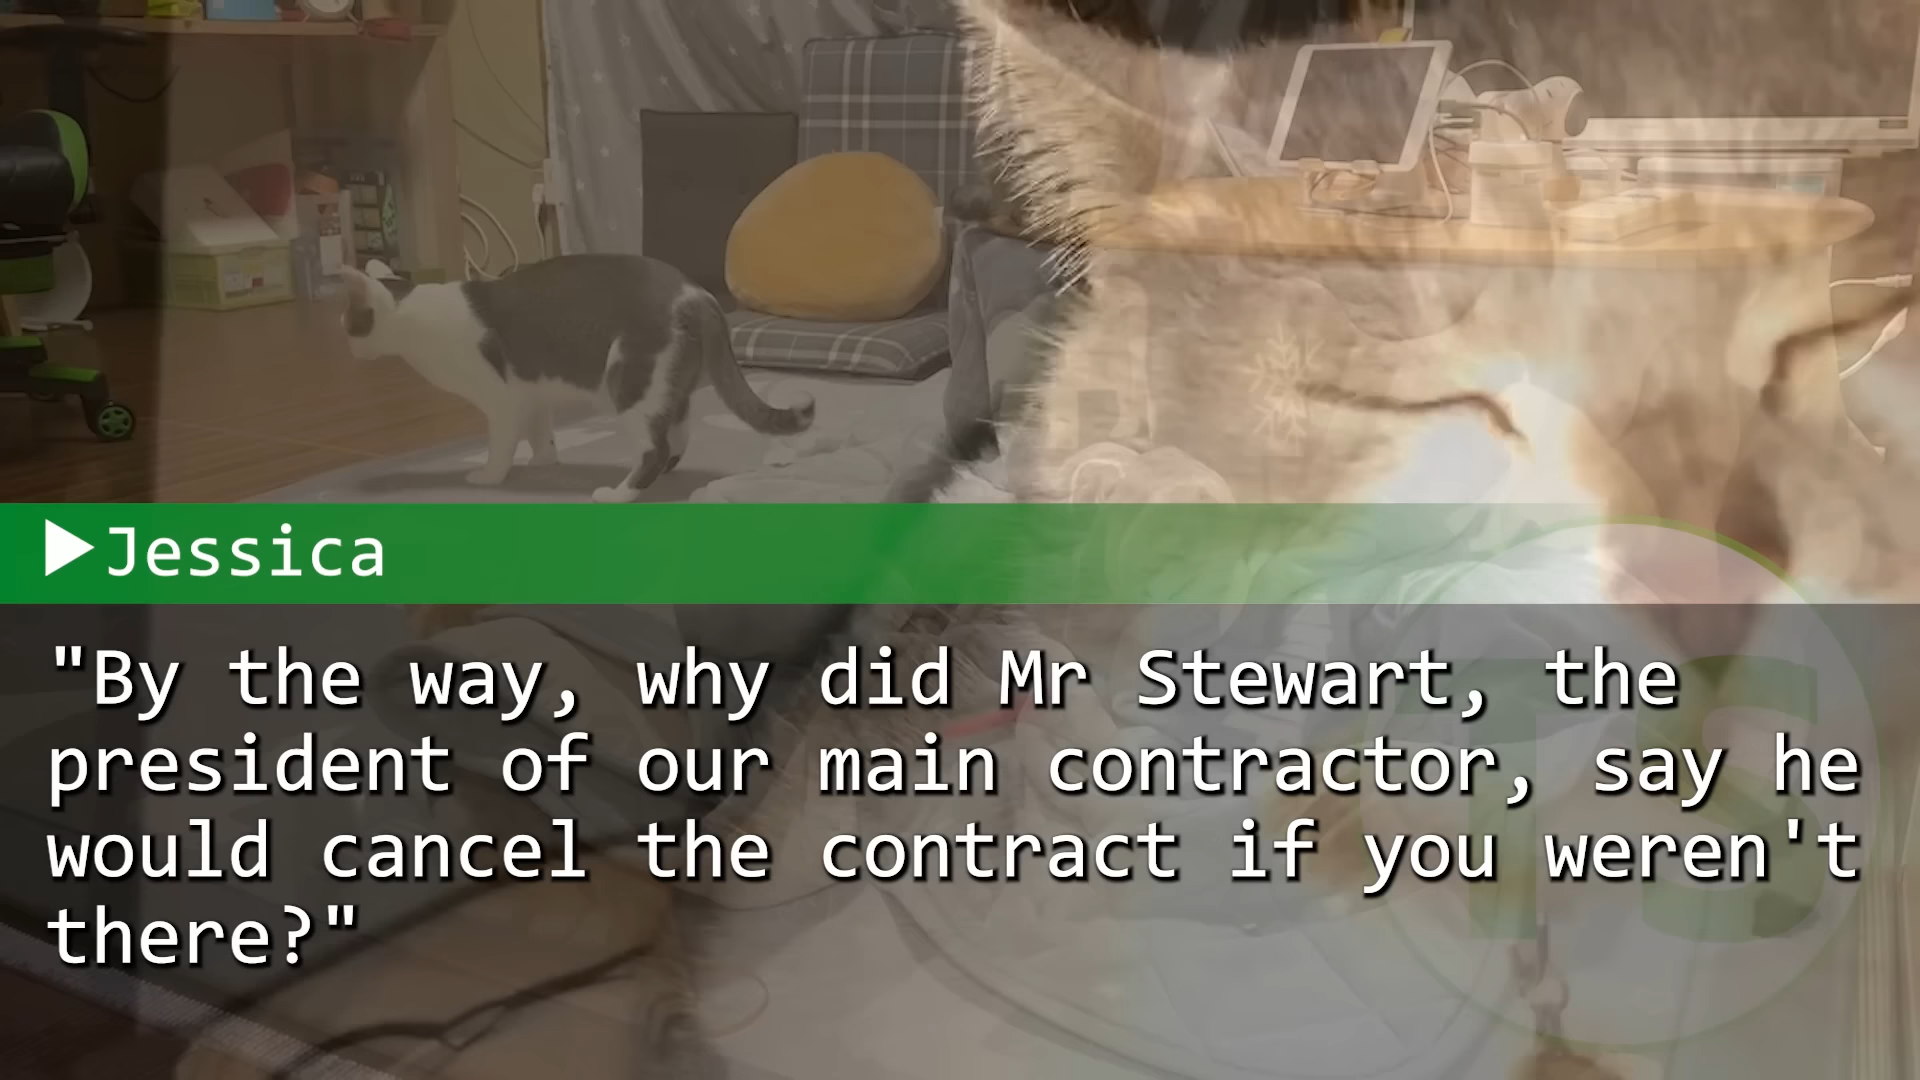 Jessica
"By the way, why did Mr Stewart, the
president of our main contractor, say he
would cancel the contract if you weren't
there?"
TS